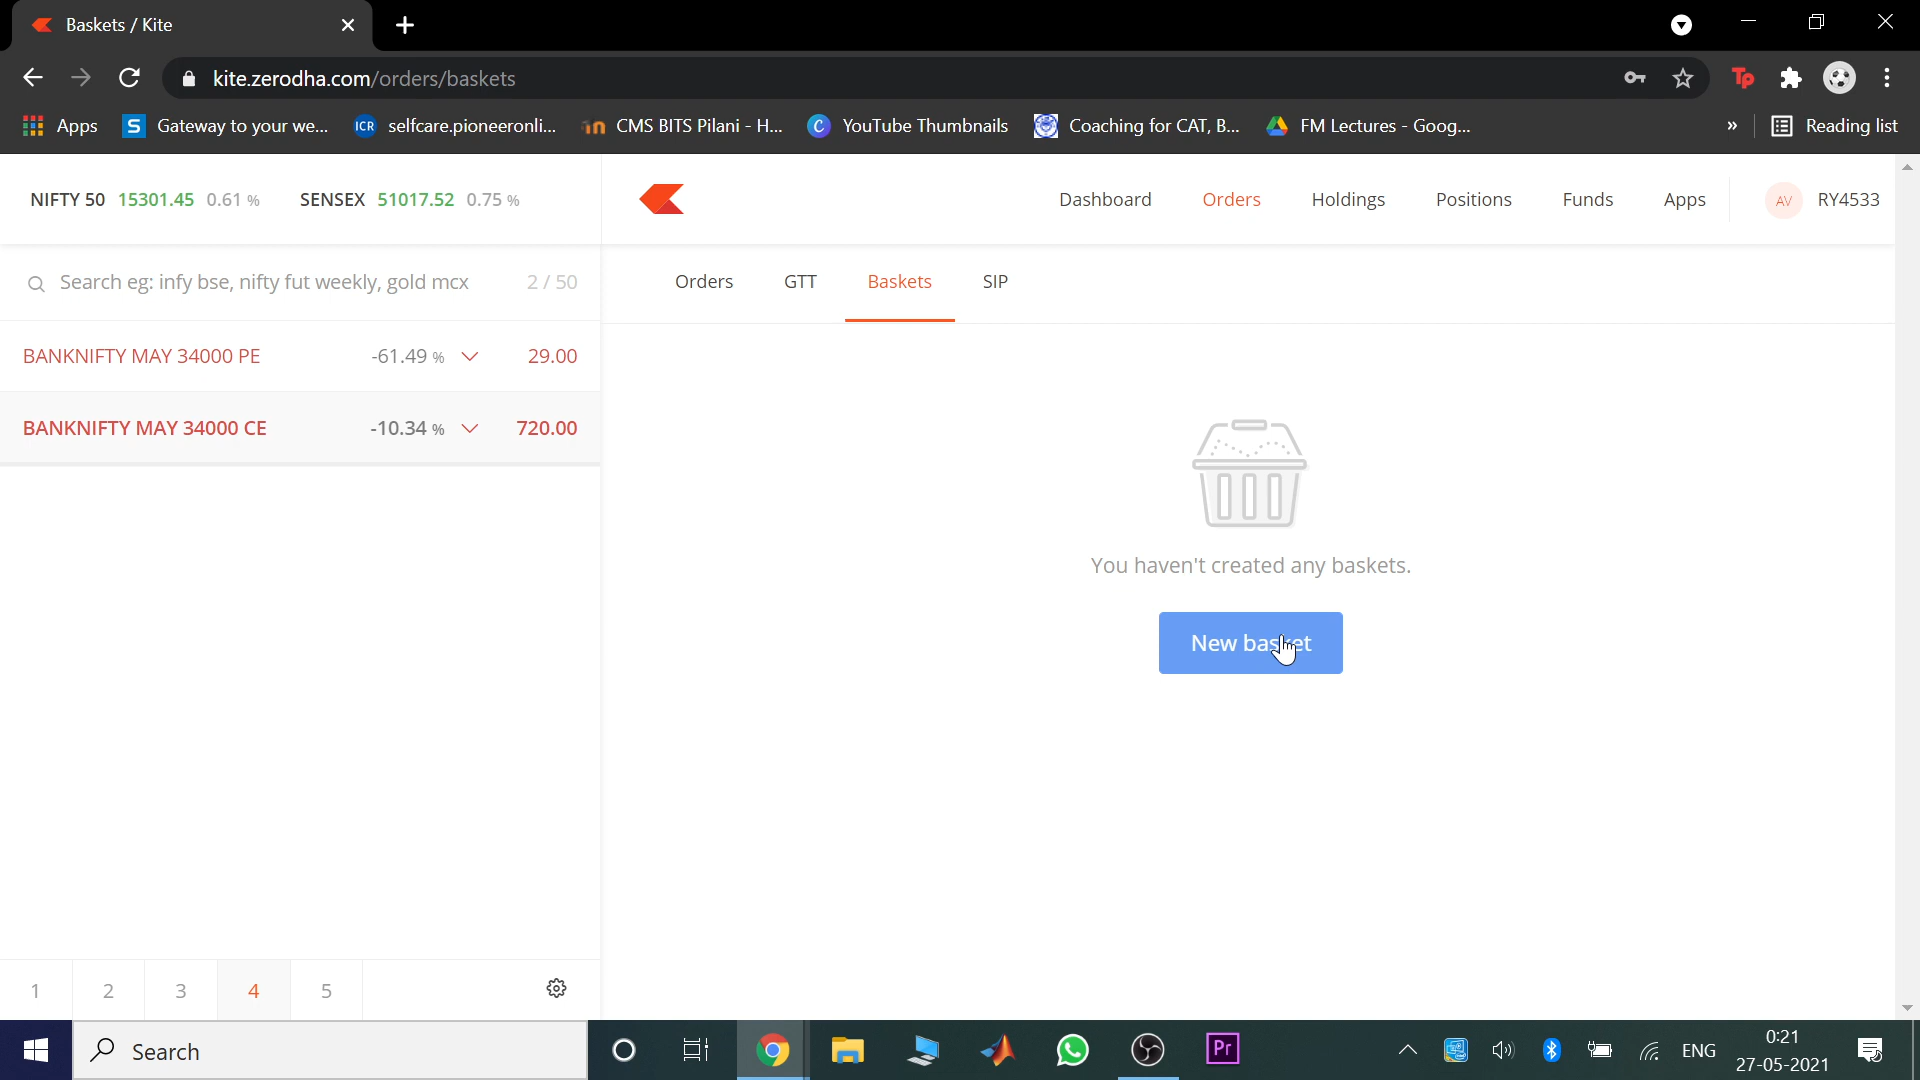 Baskets / Kite
kite.zerodha.com/orders/baskets
Apps Gateway to your we... selfcare.pioneeronli... CMS BITS Pilani - H... YouTube Thumbnails Coaching for CAT, B... FM Lectures - Goog... » Reading list
NIFTY 50 15301.45 0.61 % SENSEX 51017.52 0.75 %
Dashboard Orders Holdings Positions Funds Apps AV RY4533
Search eg: infy bse, nifty fut weekly, gold mcx 2 / 50
Orders GTT Baskets SIP
BANKNIFTY MAY 34000 PE -61.49 % 29.00
BANKNIFTY MAY 34000 CE -10.34 % 720.00
You haven't created any baskets.
New basket
1 2 3 4 5
Search
ENG
0:21
27-05-2021